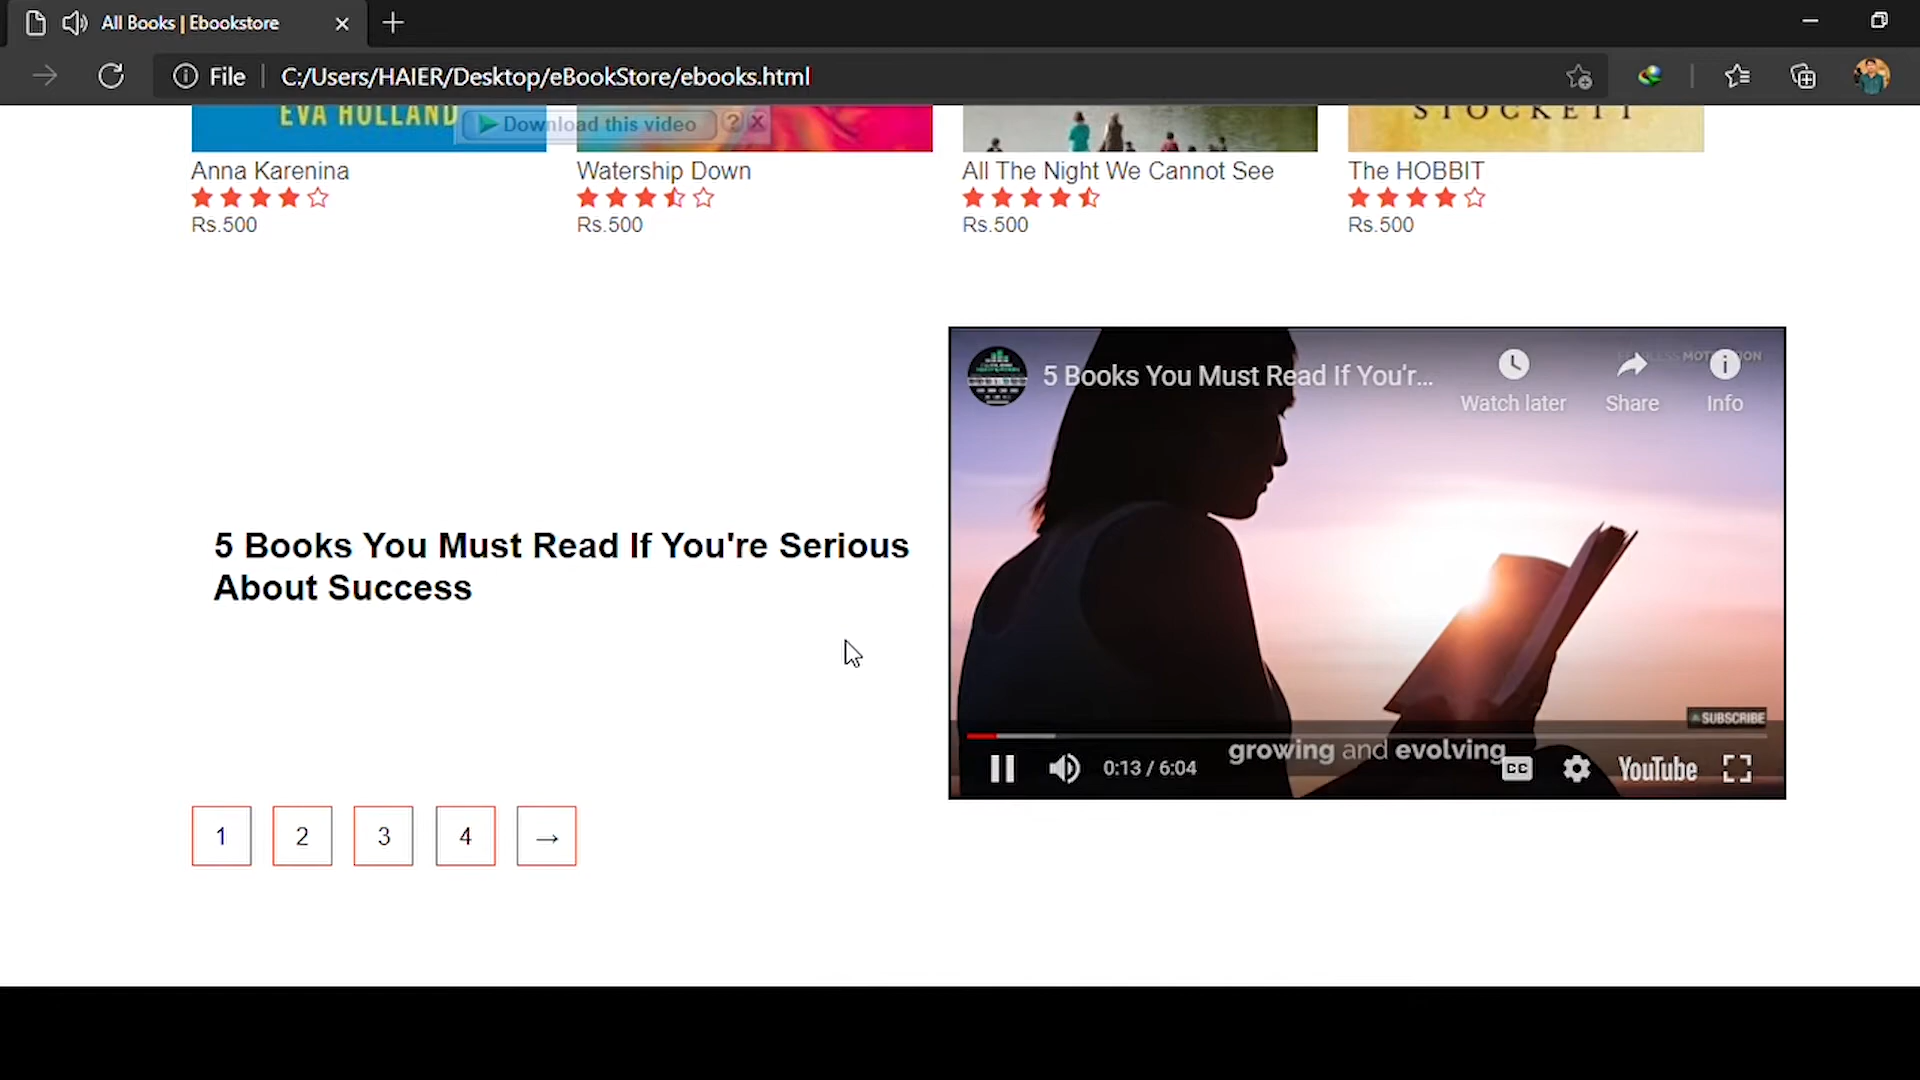 All Books | Ebookstore
File
C:/Users/HAIER/Desktop/eBookStore/ebooks.html
EVA HOLLAND
Download this video ? X
STOCKETT
Anna Karenina
Rs.500
Watership Down
Rs.500
All The Night We Cannot See
Rs.500
The HOBBIT
Rs.500
5 Books You Must Read If You're Serious
About Success
5 Books You Must Read If You'r...
Watch later
Share
Info
SUBSCRIBE
growing and evolving
0:13 / 6:04
CC
YouTube
1 2 3 4 →